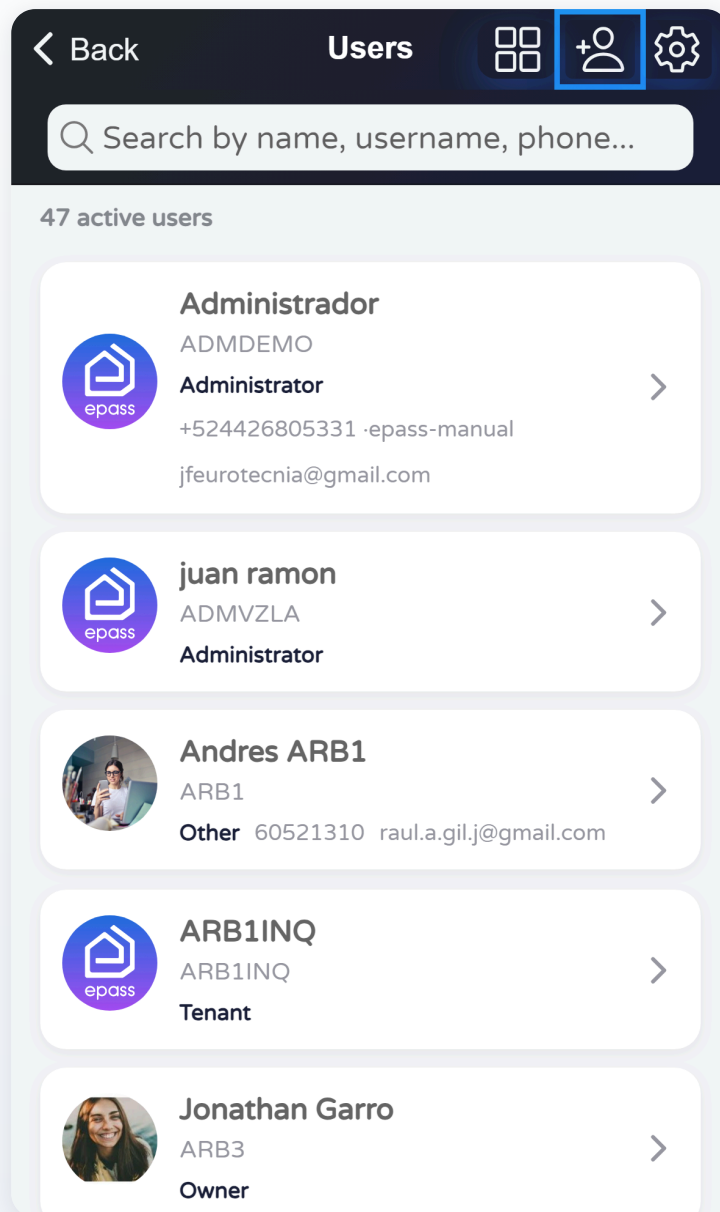 Back
Users
Search by name, username, phone...
47 active users
Administrador
ADMDEMO
Administrator
+524426805331 ·epass-manual
jfeurotecnia@gmail.com
epass
juan ramon
ADMVZLA
Administrator
epass
Andres ARB1
ARB1
Other 60521310 raul.a.gil.j@gmail.com
ARB1INQ
ARB1INQ
Tenant
epass
Jonathan Garro
ARB3
Owner